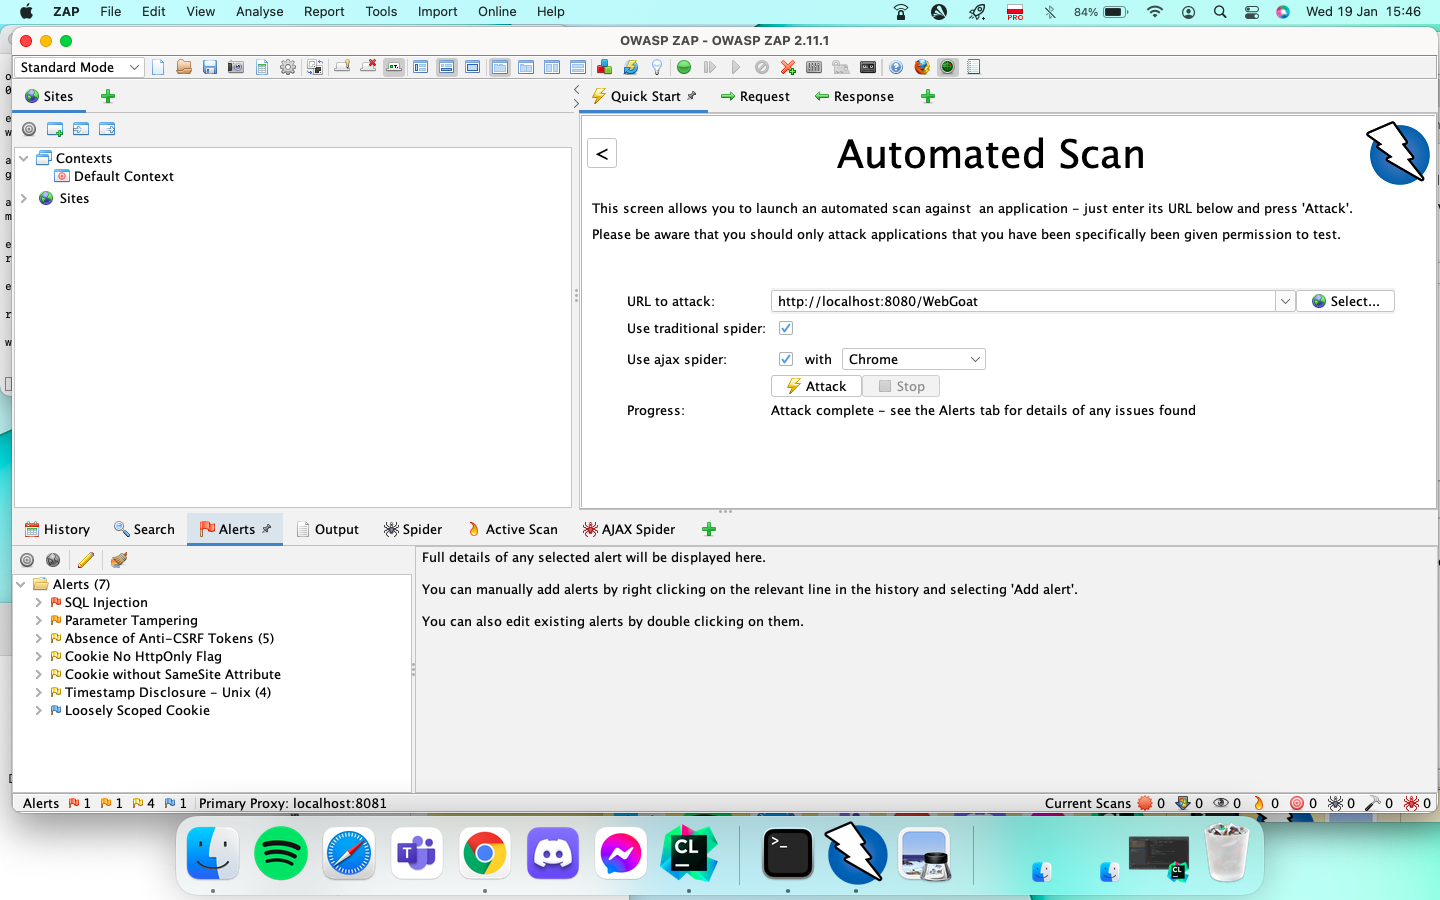 ZAP File Edit View Analyse Report Tools Import Online Help PRO 84% Wed 19 Jan 15:46
OWASP ZAP - OWASP ZAP 2.11.1
Standard Mode
Sites
Quick Start Request Response
Contexts
Default Context
Sites
<
Automated Scan
This screen allows you to launch an automated scan against  an application – just enter its URL below and press 'Attack'.
Please be aware that you should only attack applications that you have been specifically been given permission to test.
URL to attack: http://localhost:8080/WebGoat Select...
Use traditional spider:
Use ajax spider: with Chrome
Attack Stop
Progress: Attack complete – see the Alerts tab for details of any issues found
History Search Alerts Output Spider Active Scan AJAX Spider
Alerts (7)
SQL Injection
Parameter Tampering
Absence of Anti-CSRF Tokens (5)
Cookie No HttpOnly Flag
Cookie without SameSite Attribute
Timestamp Disclosure – Unix (4)
Loosely Scoped Cookie
Full details of any selected alert will be displayed here.
You can manually add alerts by right clicking on the relevant line in the history and selecting 'Add alert'.
You can also edit existing alerts by double clicking on them.
Alerts 1 1 4 1 Primary Proxy: localhost:8081 Current Scans 0 0 0 0 0 0 0 0
CL
>_
CL